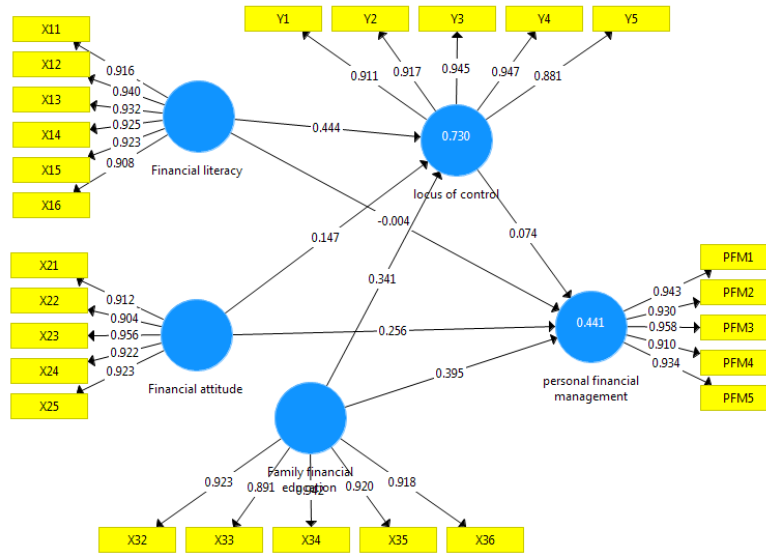 Y1
Y2
Y3
Y4
Y5
X11
X12
X13
X14
X15
X16
0.916
0.940
0.932
0.925
0.923
0.908
Financial literacy
0.911
0.917
0.945
0.947
0.881
0.730
locus of control
0.444
-0.004
0.147
0.341
0.074
X21
X22
X23
X24
X25
0.912
0.904
0.956
0.922
0.923
Financial attitude
0.256
0.395
0.441
personal financial
management
PFM1
PFM2
PFM3
PFM4
PFM5
0.943
0.930
0.958
0.910
0.934
Family financial
education
0.923
0.891
0.942
0.920
0.918
X32
X33
X34
X35
X36